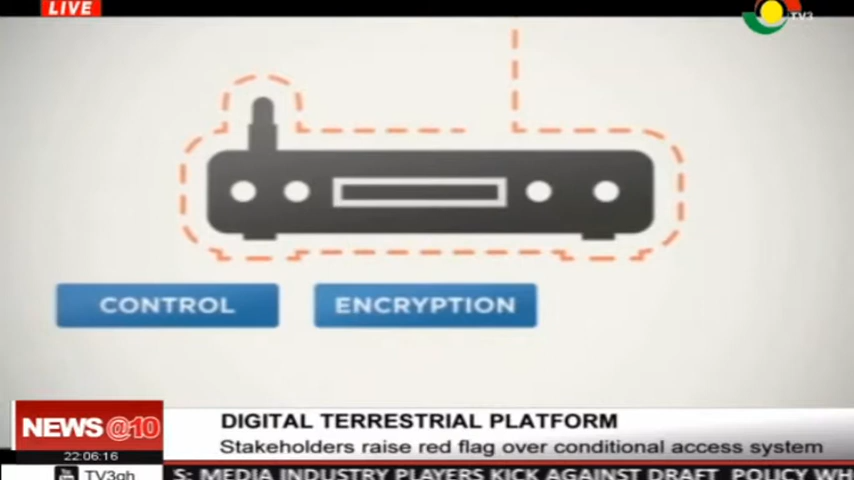 LIVE
TV3
CONTROL
ENCRYPTION
NEWS@10
DIGITAL TERRESTRIAL PLATFORM
Stakeholders raise red flag over conditional access system
22:06:16
TV3gh
S: MEDIA INDUSTRY PLAYERS KICK AGAINST DRAFT POLICY WH